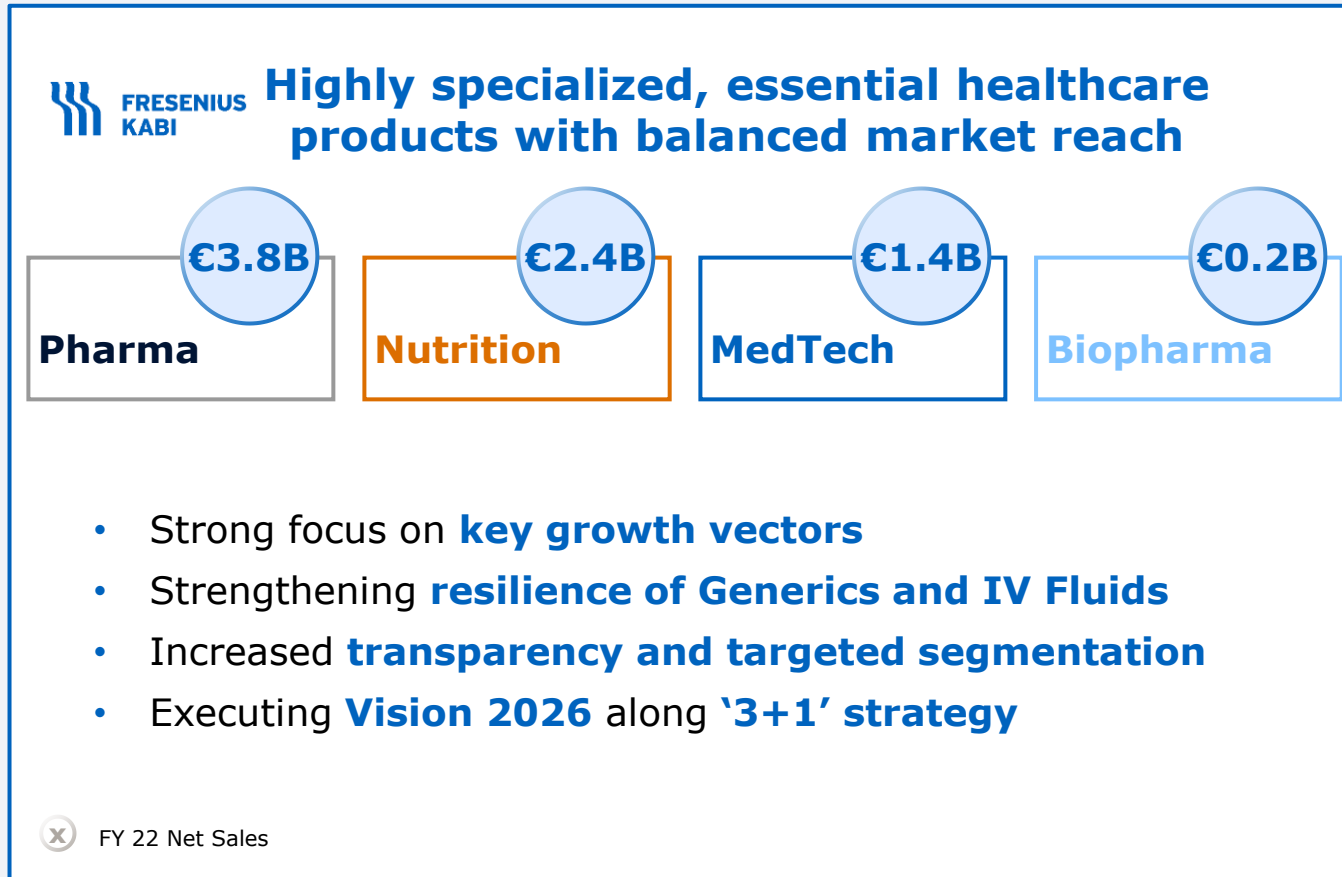 FRESENIUS
KABI
Highly specialized, essential healthcare
products with balanced market reach
€3.8B
€2.4B
€1.4B
€0.2B
Pharma
Nutrition
MedTech
Biopharma
• Strong focus on key growth vectors
• Strengthening resilience of Generics and IV Fluids
• Increased transparency and targeted segmentation
• Executing Vision 2026 along ‘3+1’ strategy
x FY 22 Net Sales